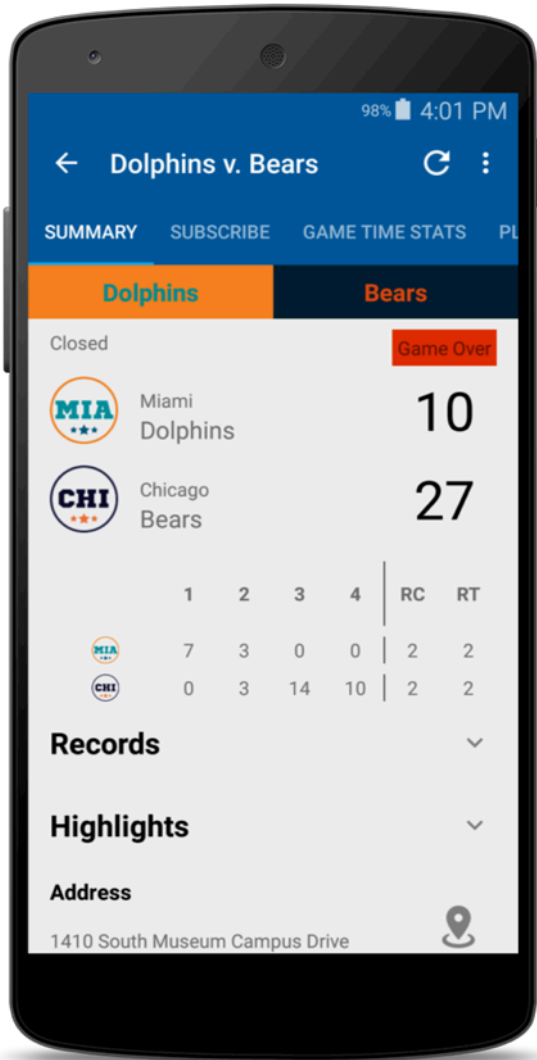 98% 4:01 PM
Dolphins v. Bears
SUMMARY SUBSCRIBE GAME TIME STATS PL
Dolphins Bears
Closed Game Over
MIA Miami 10
Dolphins
CHI Chicago 27
Bears
1 2 3 4 RC RT
MIA 7 3 0 0 2 2
CHI 0 3 14 10 2 2
Records
Highlights
Address
1410 South Museum Campus Drive